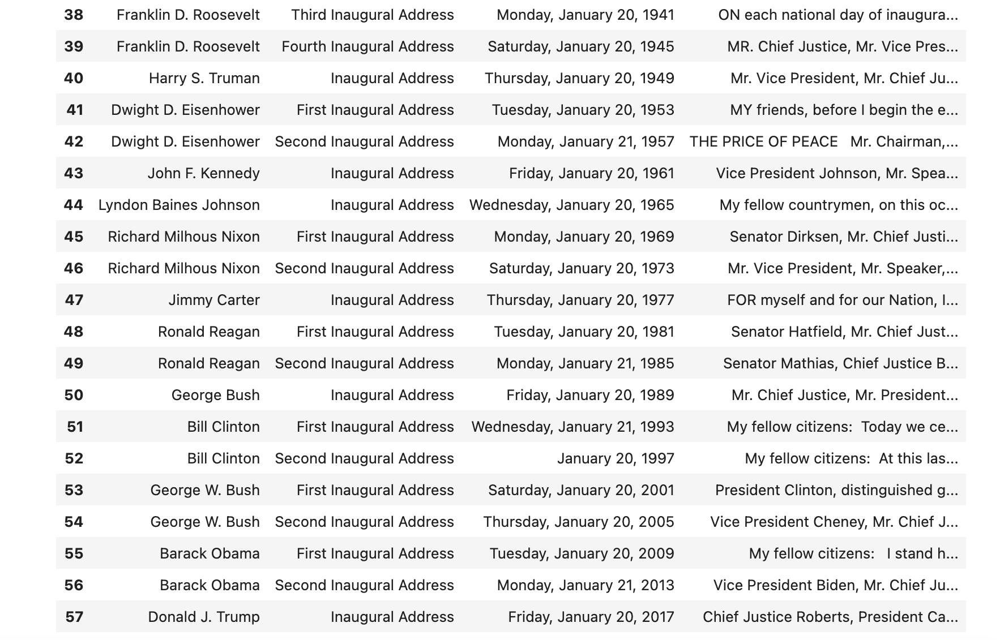 38 Franklin D. Roosevelt Third Inaugural Address Monday, January 20, 1941 ON each national day of inaugura...
39 Franklin D. Roosevelt Fourth Inaugural Address Saturday, January 20, 1945 MR. Chief Justice, Mr. Vice Pres...
40 Harry S. Truman Inaugural Address Thursday, January 20, 1949 Mr. Vice President, Mr. Chief Ju...
41 Dwight D. Eisenhower First Inaugural Address Tuesday, January 20, 1953 MY friends, before I begin the e...
42 Dwight D. Eisenhower Second Inaugural Address Monday, January 21, 1957 THE PRICE OF PEACE Mr. Chairman,...
43 John F. Kennedy Inaugural Address Friday, January 20, 1961 Vice President Johnson, Mr. Spea...
44 Lyndon Baines Johnson Inaugural Address Wednesday, January 20, 1965 My fellow countrymen, on this oc...
45 Richard Milhous Nixon First Inaugural Address Monday, January 20, 1969 Senator Dirksen, Mr. Chief Justi...
46 Richard Milhous Nixon Second Inaugural Address Saturday, January 20, 1973 Mr. Vice President, Mr. Speaker,...
47 Jimmy Carter Inaugural Address Thursday, January 20, 1977 FOR myself and for our Nation, I...
48 Ronald Reagan First Inaugural Address Tuesday, January 20, 1981 Senator Hatfield, Mr. Chief Just...
49 Ronald Reagan Second Inaugural Address Monday, January 21, 1985 Senator Mathias, Chief Justice B...
50 George Bush Inaugural Address Friday, January 20, 1989 Mr. Chief Justice, Mr. President...
51 Bill Clinton First Inaugural Address Wednesday, January 21, 1993 My fellow citizens: Today we ce...
52 Bill Clinton Second Inaugural Address January 20, 1997 My fellow citizens: At this las...
53 George W. Bush First Inaugural Address Saturday, January 20, 2001 President Clinton, distinguished g...
54 George W. Bush Second Inaugural Address Thursday, January 20, 2005 Vice President Cheney, Mr. Chief J...
55 Barack Obama First Inaugural Address Tuesday, January 20, 2009 My fellow citizens: I stand h...
56 Barack Obama Second Inaugural Address Monday, January 21, 2013 Vice President Biden, Mr. Chief Ju...
57 Donald J. Trump Inaugural Address Friday, January 20, 2017 Chief Justice Roberts, President Ca...